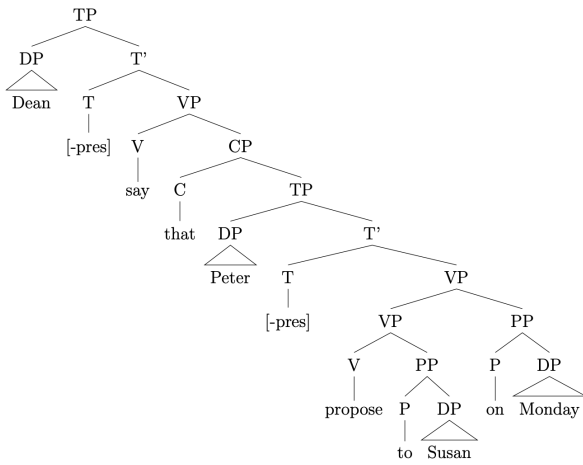 TP
DP T'
Dean T VP
[-pres] V CP
say C TP
that DP T'
Peter T VP
[-pres] VP PP
V PP P DP
propose P DP on Monday
to Susan